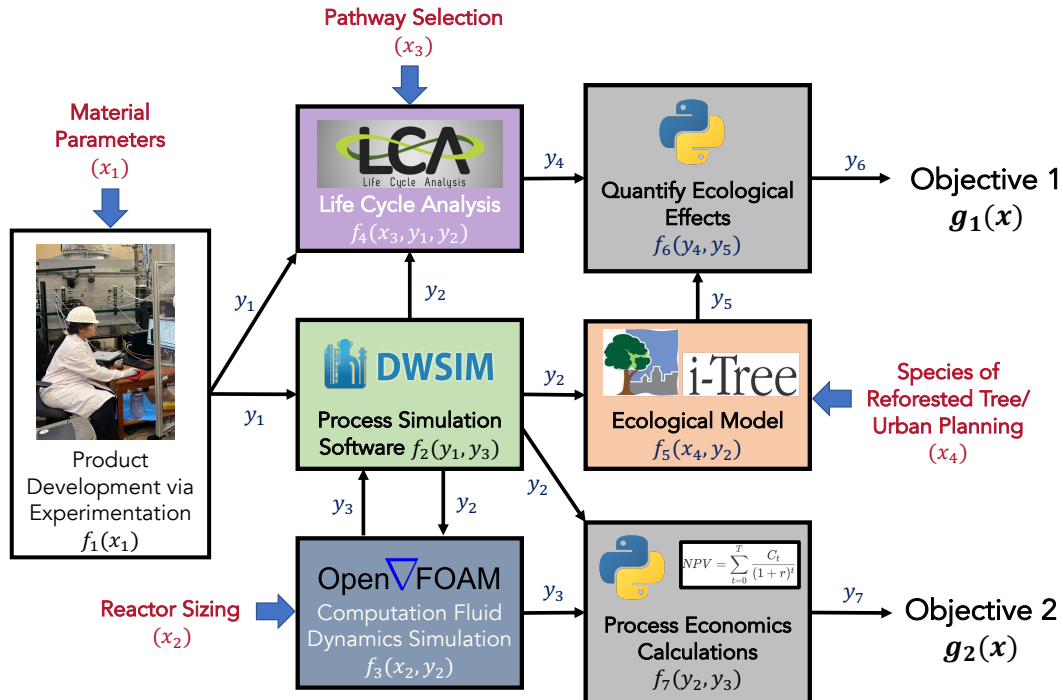 Pathway Selection
(x₃)
Material
Parameters
(x₁)
LCA
Life Cycle Analysis
Life Cycle Analysis
f₄(x₃, y₁, y₂)
y₄
Quantify Ecological
Effects
f₆(y₄, y₅)
y₆
Objective 1
g₁(x)
y₁
y₂
y₅
Product
Development via
Experimentation
f₁(x₁)
y₁
DWSIM
Process Simulation
Software f₂(y₁, y₃)
y₂
i-Tree
Ecological Model
f₅(x₄, y₂)
Species of
Reforested Tree/
Urban Planning
(x₄)
y₃
y₂
y₂
Reactor Sizing
(x₂)
Open∇FOAM
Computation Fluid
Dynamics Simulation
f₃(x₂, y₂)
y₃
NPV = ∑ᵀₜ₌₀ Cₜ/(1 + r)ᵗ
Process Economics
Calculations
f₇(y₂, y₃)
y₇
Objective 2
g₂(x)